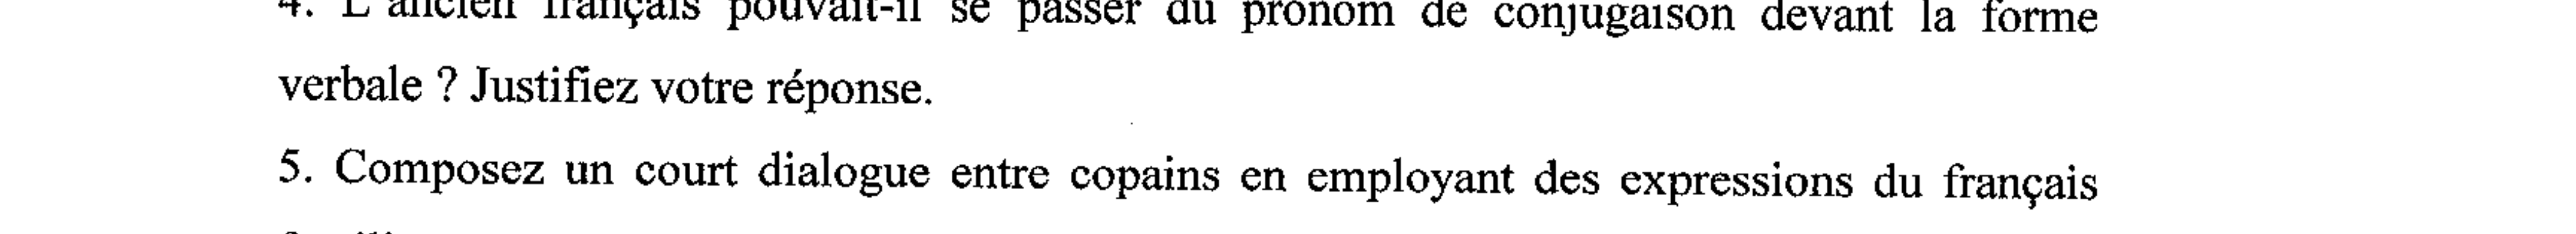 4. L'ancien français pouvait-il se passer du pronom de conjugaison devant la forme
verbale ? Justifiez votre réponse.
5. Composez un court dialogue entre copains en employant des expressions du français